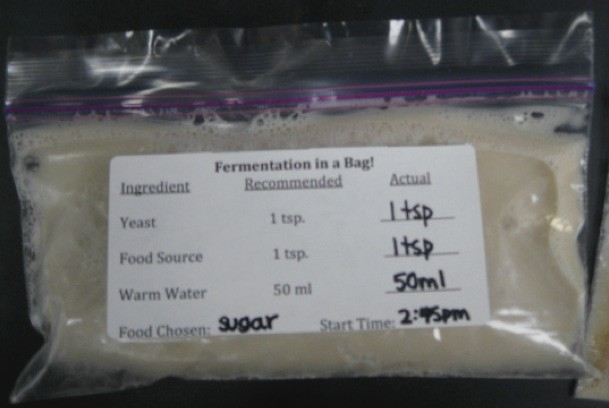 Fermentation in a Bag!
Ingredient Recommended Actual
Yeast 1 tsp. 1tsp
Food Source 1 tsp. 1tsp
Warm Water 50 ml 50ml
Food Chosen: sugar Start Time: 2:45pm